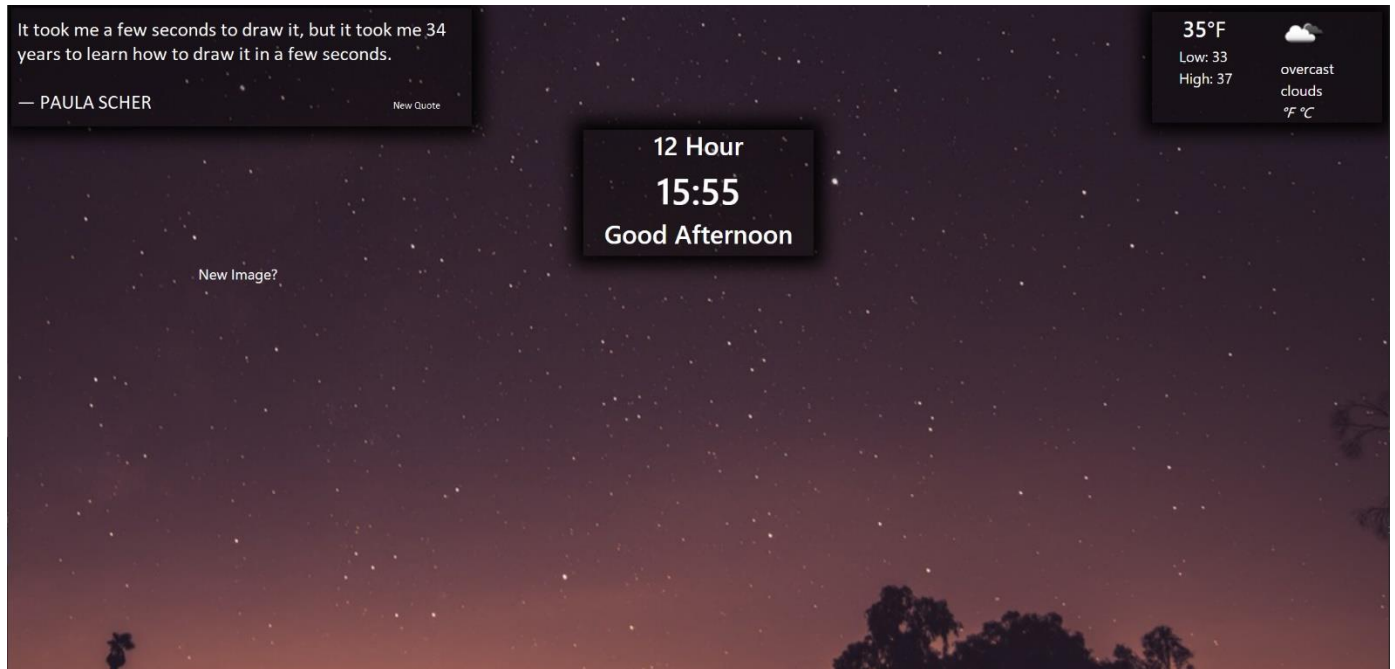 It took me a few seconds to draw it, but it took me 34
years to learn how to draw it in a few seconds.
— PAULA SCHER
New Quote
35°F
Low: 33
High: 37
overcast
clouds
°F °C
12 Hour
15:55
Good Afternoon
New Image?